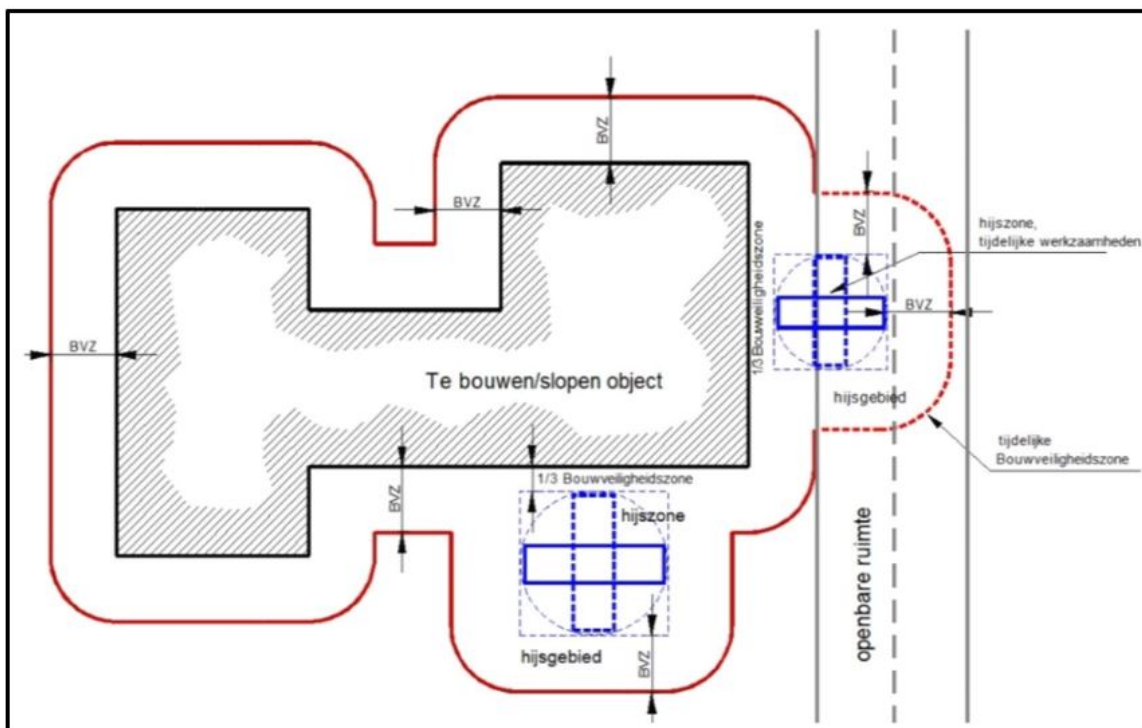 BVZ
BVZ
BVZ
BVZ
hijszone,
tijdelijke werkzaamheden
1/3 Bouwveiligheidszone
BVZ
BVZ
Te bouwen/slopen object
hijsgebied
tijdelijke
Bouwveiligheidszone
1/3 Bouwveiligheidszone
BVZ
hijszone
openbare ruimte
hijsgebied
BVZ